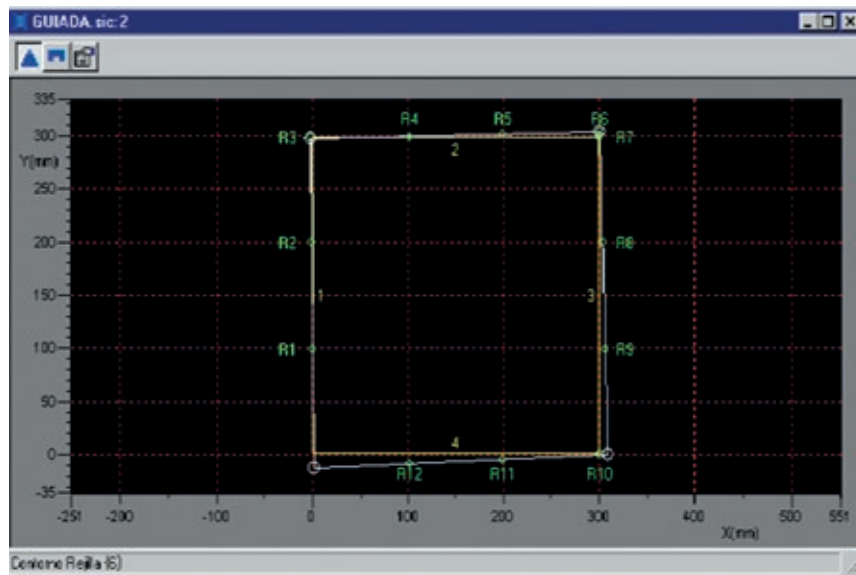 GUIADA.sic:2
335
R4 R5 R6
300 R3 R7
Y(mm) 2
250
200 R2 R8
150 1 3
100 R1 R9
50
4
0
R12 R11 R10
-35
-251 -200 -100 0 100 200 300 400 500 551
X(mm)
Contorno Rejilla (6)